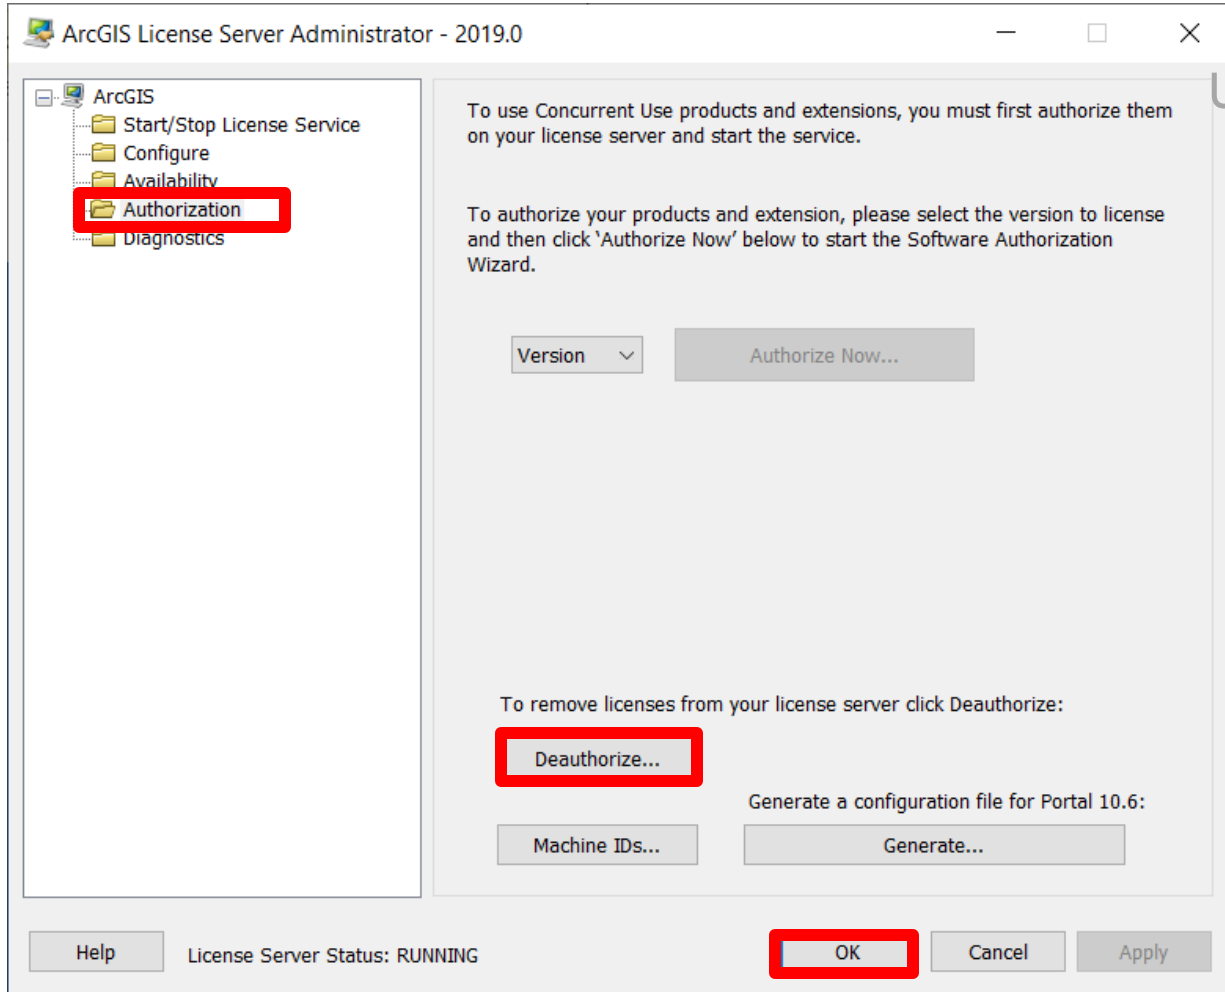 ArcGIS License Server Administrator - 2019.0
ArcGIS
Start/Stop License Service
Configure
Availability
Authorization
Diagnostics
To use Concurrent Use products and extensions, you must first authorize them
on your license server and start the service.
To authorize your products and extension, please select the version to license
and then click ‘Authorize Now’ below to start the Software Authorization
Wizard.
Version
Authorize Now...
To remove licenses from your license server click Deauthorize:
Deauthorize...
Generate a configuration file for Portal 10.6:
Machine IDs...
Generate...
Help
License Server Status: RUNNING
OK
Cancel
Apply